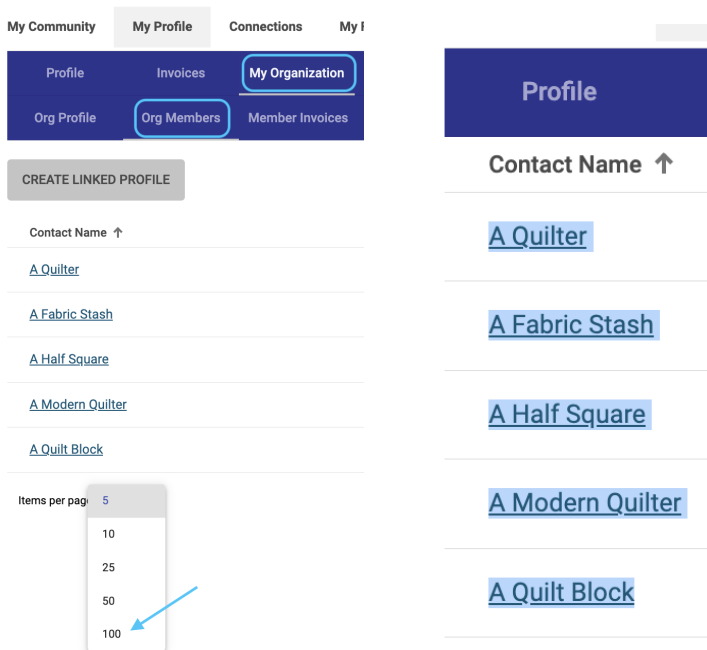 My Community My Profile Connections My
Profile Invoices My Organization
Org Profile Org Members Member Invoices
CREATE LINKED PROFILE
Contact Name
A Quilter
A Fabric Stash
A Half Square
A Modern Quilter
A Quilt Block
Items per
5
10
25
50
100
Profile
Contact Name
A Quilter
A Fabric Stash
A Half Square
A Modern Quilter
A Quilt Block